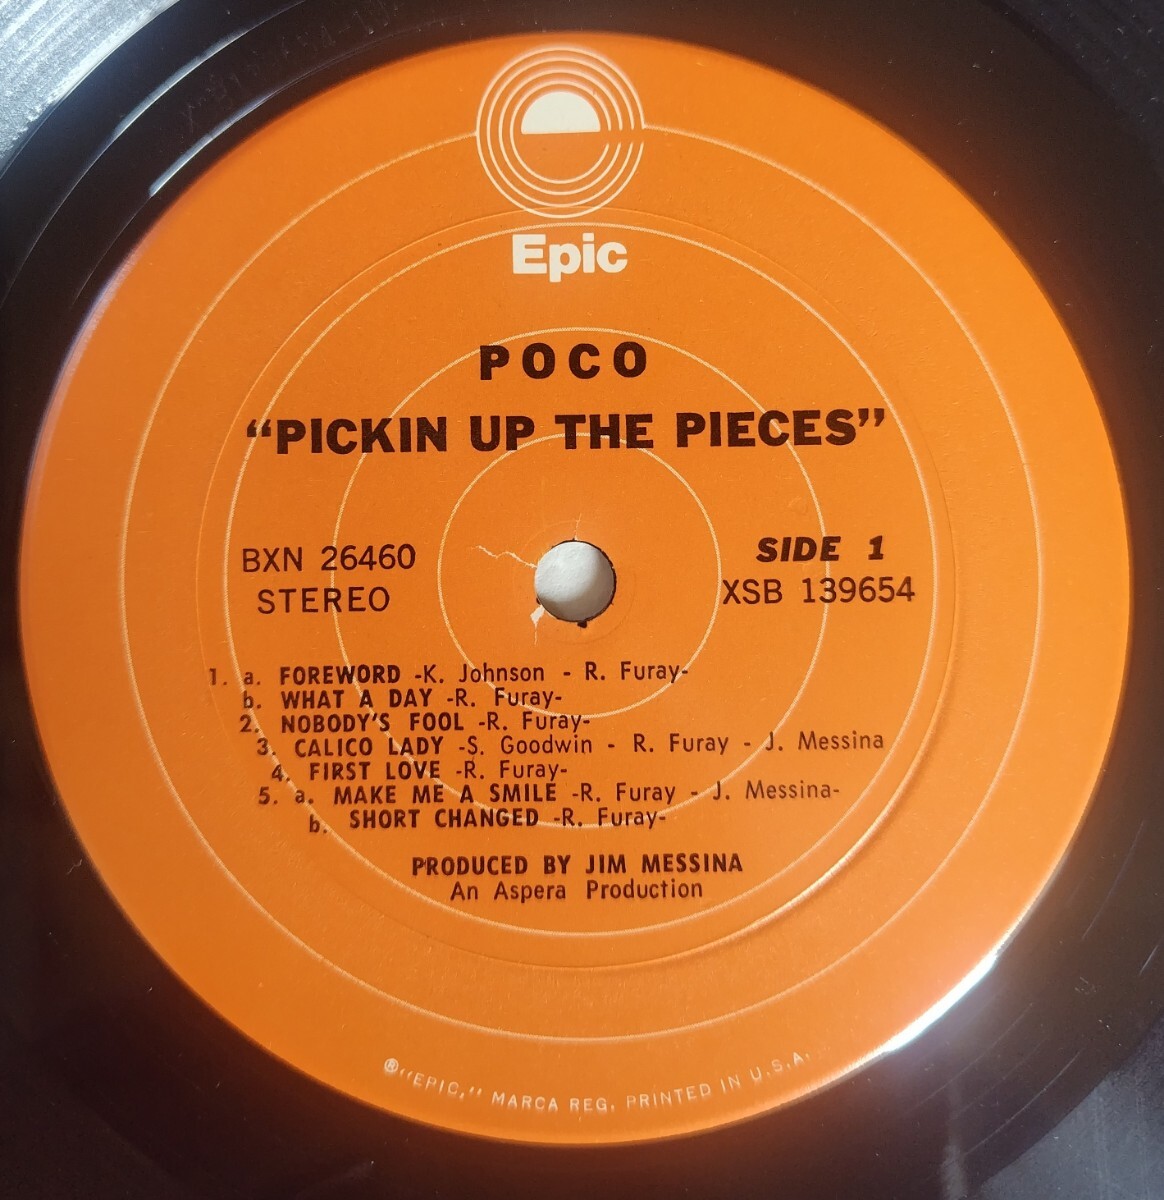 Epic
POCO
“PICKIN UP THE PIECES”
BXN 26460
STEREO
SIDE 1
XSB 139654
1. a. FOREWORD -K. Johnson - R. Furay-
b. WHAT A DAY -R. Furay-
2. NOBODY'S FOOL -R. Furay-
3. CALICO LADY -S. Goodwin - R. Furay - J. Messina
4. FIRST LOVE -R. Furay-
5. a. MAKE ME A SMILE -R. Furay - J. Messina-
b. SHORT CHANGED -R. Furay-
PRODUCED BY JIM MESSINA
An Aspera Production
®"EPIC," MARCA REG. PRINTED IN U.S.A.